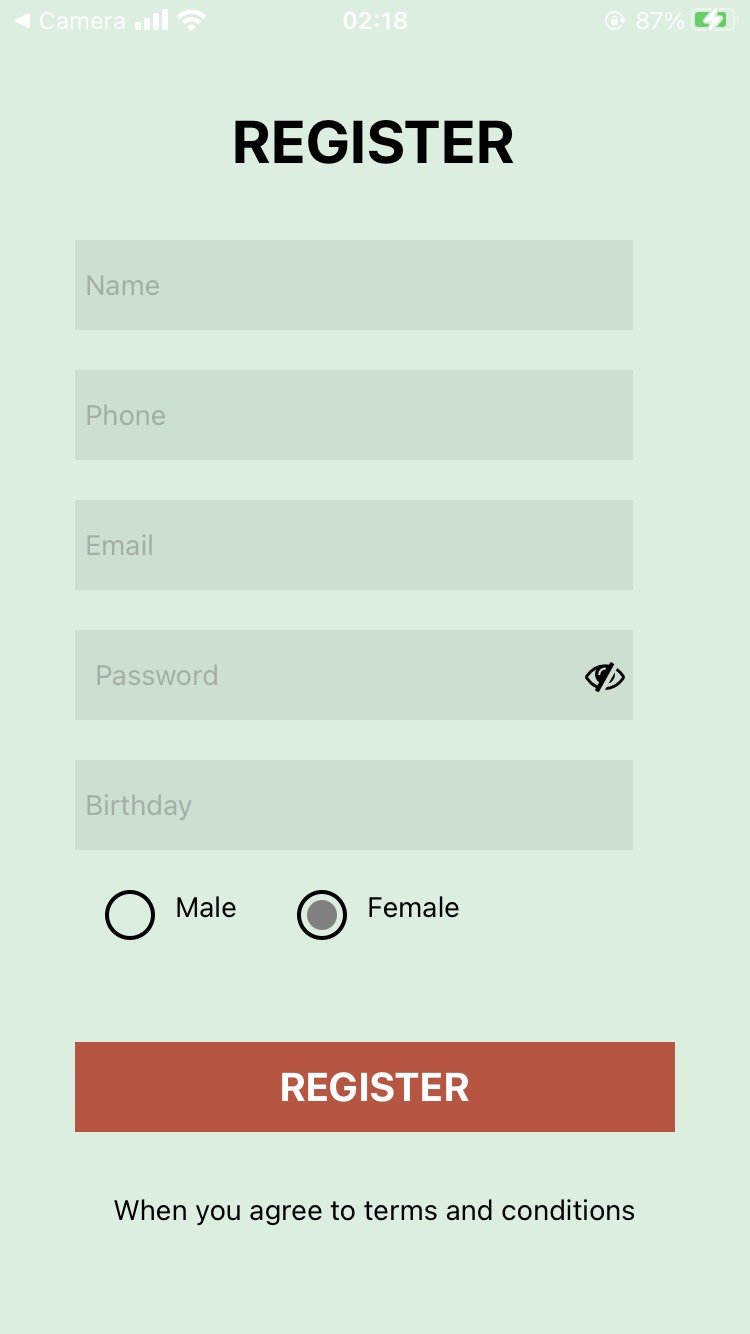 Camera 02:18 87%
REGISTER
Name
Phone
Email
Password
Birthday
Male Female
REGISTER
When you agree to terms and conditions